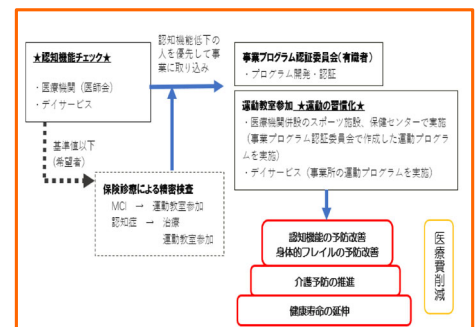 ★認知機能チェック★
・医療機関（医師会）
・デイサービス
認知機能低下の
人を優先して事
業に取り込み
事業プログラム認証委員会（有識者）
・プログラム開発・認証
運動教室参加 ★運動の習慣化★
・医療機関併設のスポーツ施設、保健センターで実施
（事業プログラム認証委員会で作成した運動プログラ
ムを実施）
・デイサービス（事業所の運動プログラムを実施）
基準値以下
（希望者）
保険診療による精密検査
MCI → 運動教室参加
認知症 → 治療
運動教室参加
認知機能の予防改善
身体的フレイルの予防改善
介護予防の推進
健康寿命の延伸
医療費削減